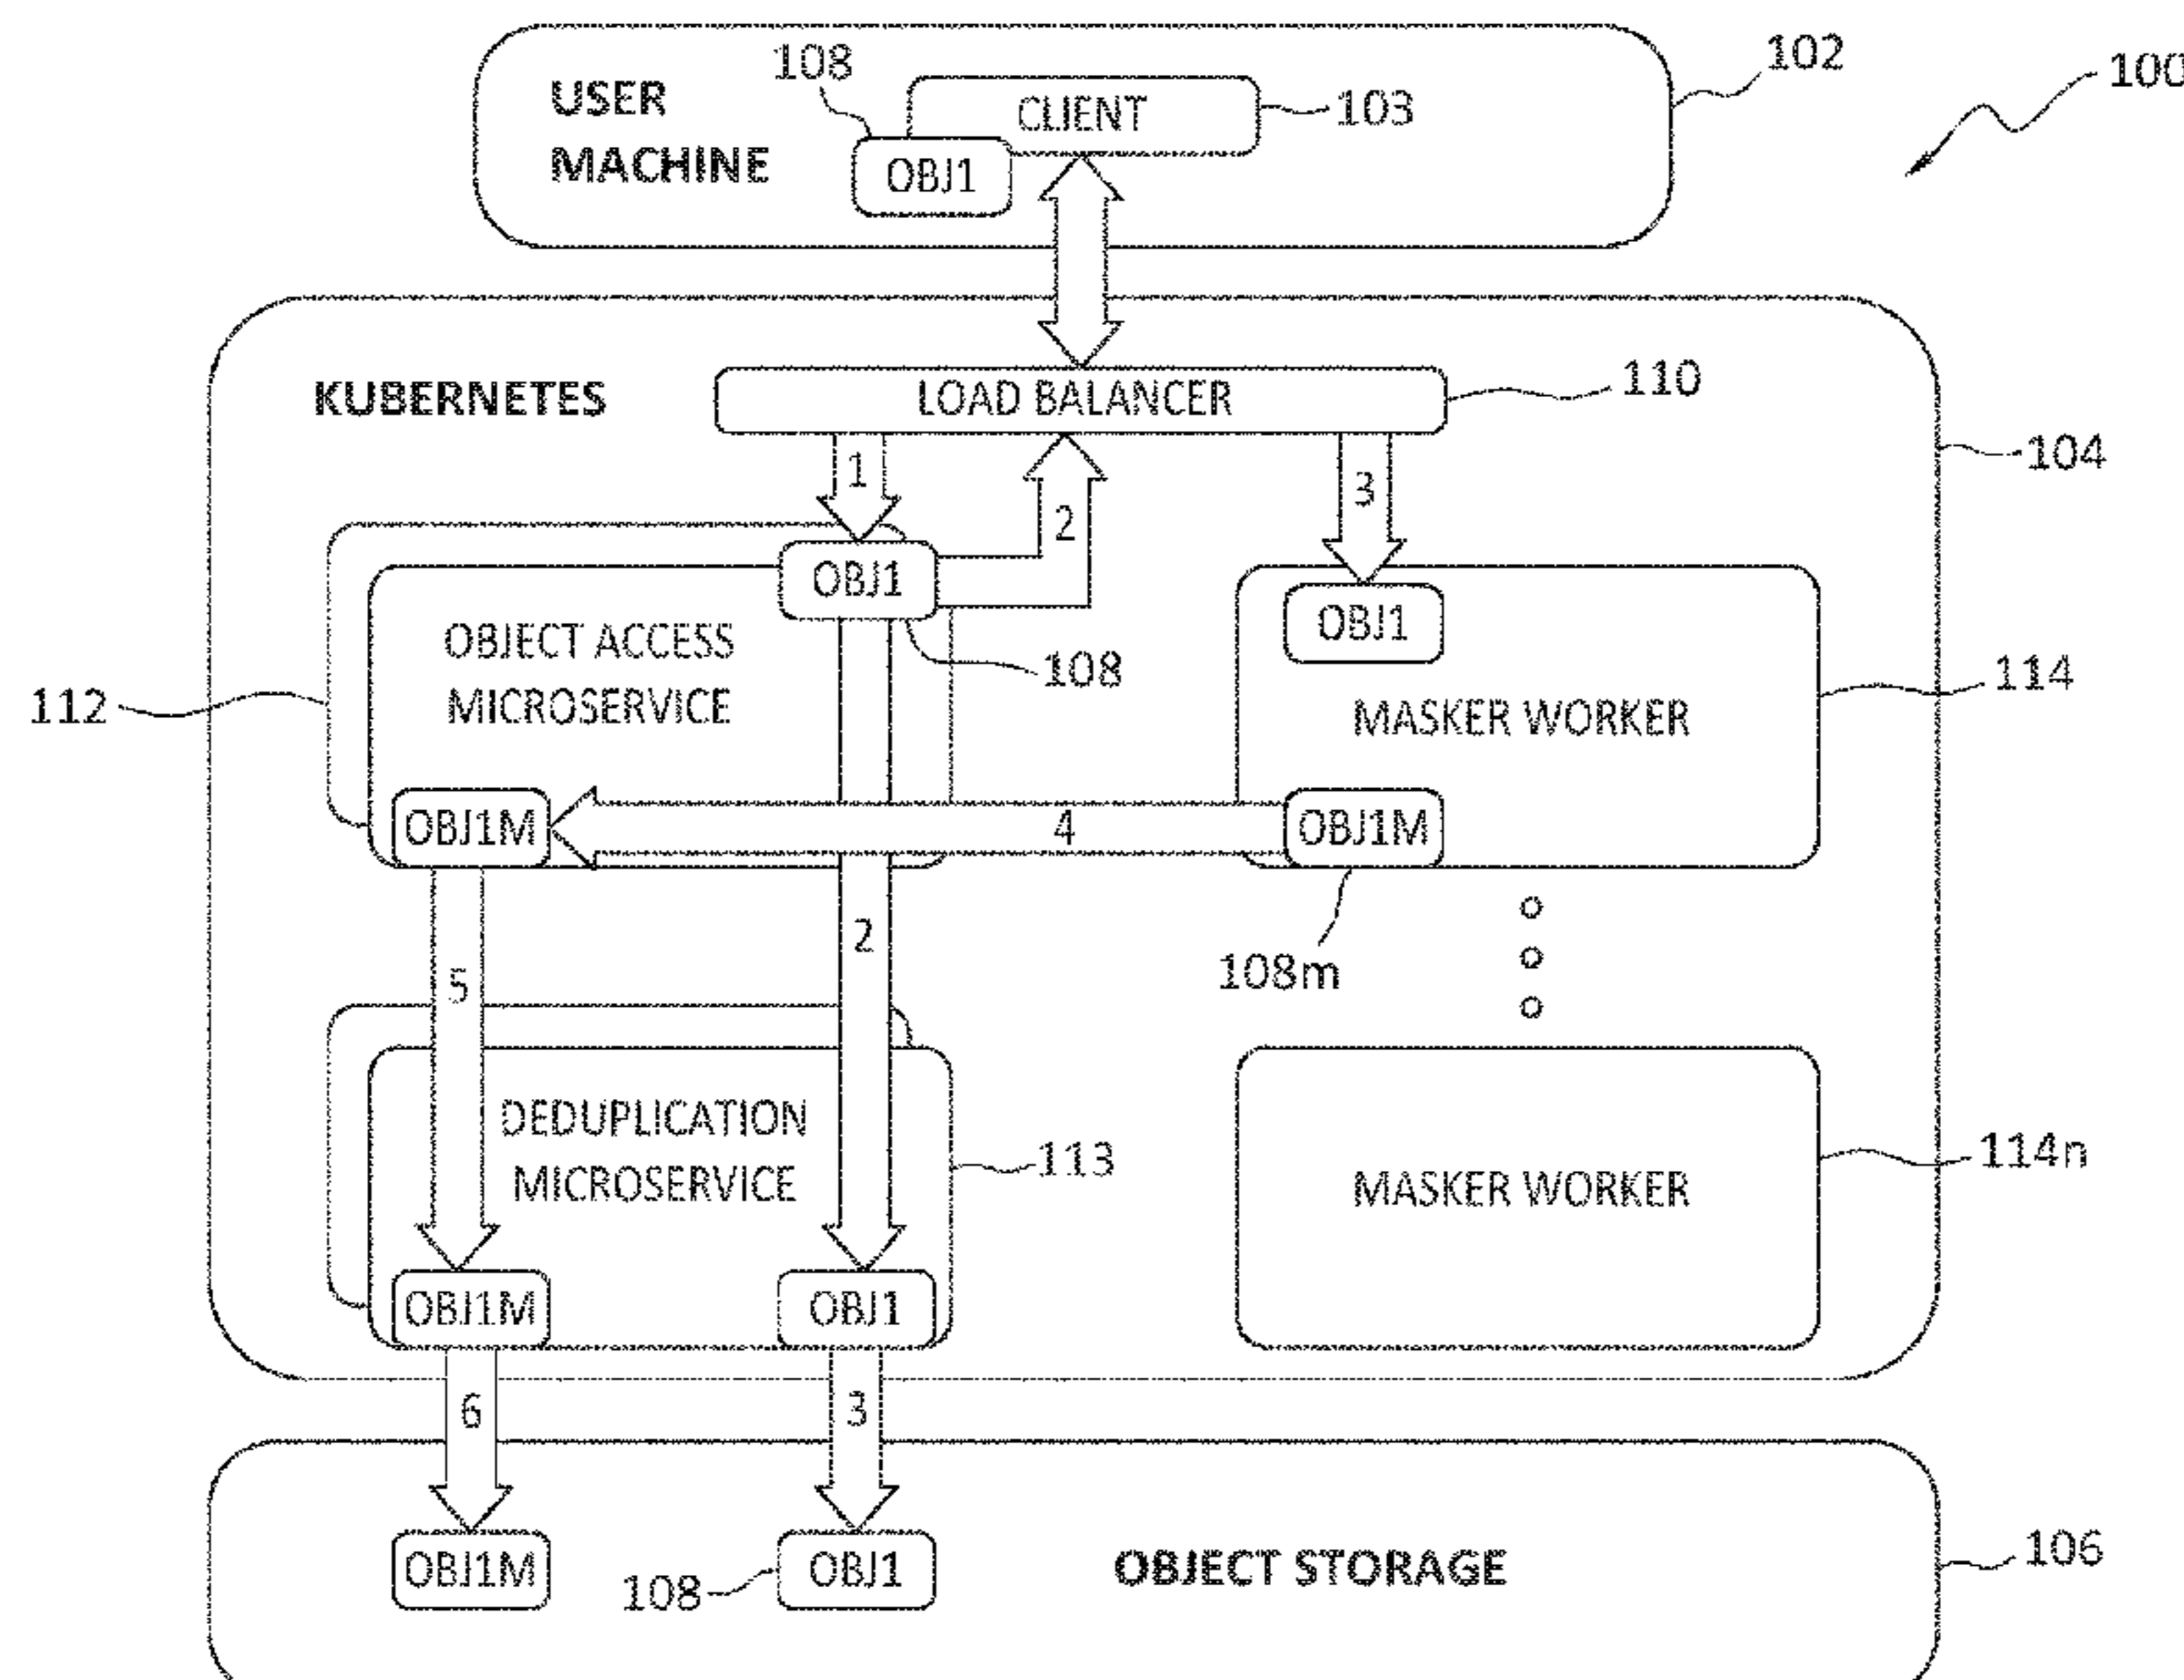 108
USER
MACHINE
CLIENT
103
OBJ1
102
100
KUBERNETES
LOAD BALANCER
110
104
1
2
3
OBJ1
108
OBJECT ACCESS
MICROSERVICE
112
OBJ1
MASKER WORKER
114
OBJ1M
4
OBJ1M
108m
5
2
DEDUPLICATION
MICROSERVICE
113
MASKER WORKER
114n
OBJ1M
OBJ1
6
3
OBJ1M
108
OBJ1
OBJECT STORAGE
106